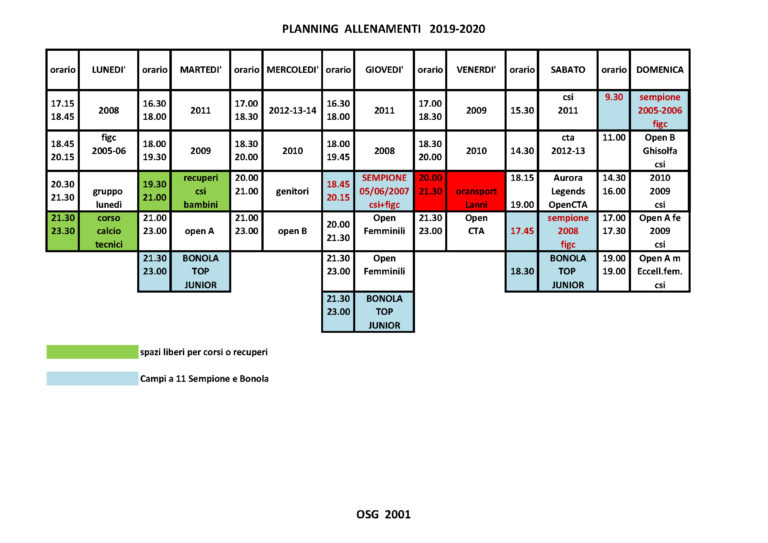 PLANNING ALLENAMENTI 2019-2020
orario LUNEDI' orario MARTEDI' orario MERCOLEDI' orario GIOVEDI' orario VENERDI' orario SABATO orario DOMENICA
17.15 16.30 17.00 16.30 17.00 csi 9.30 sempione
2008 2011 2012-13-14 2011 2009 15.30 2011 2005-2006
18.45 18.00 18.30 18.00 18.30 figc
18.45 figc 18.00 18.30 18.00 18.30 cta 11.00 Open B
2005-06 2009 2010 2008 2010 14.30 2012-13 Ghisolfa
20.15 19.30 20.00 19.45 20.00 csi
20.30 19.30 recuperi 20.00 18.45 SEMPIONE 20.00 18.15 Aurora 14.30 2010
21.30 gruppo 21.00 csi 21.00 genitori 20.15 05/06/2007 21.30 oransport Legends 16.00 2009
lunedì bambini csi+figc Lanni 19.00 OpenCTA csi
21.30 corso 21.00 21.00 20.00 Open 21.30 Open sempione 17.00 Open A fe
23.30 calcio 23.00 open A 23.00 open B 21.30 Femminili 23.00 CTA 17.45 2008 17.30 2009
tecnici figc csi
21.30 BONOLA 21.30 Open BONOLA 19.00 Open A m
23.00 TOP 23.00 Femminili 18.30 TOP 19.00 Eccell.fem.
JUNIOR JUNIOR csi
21.30 BONOLA
23.00 TOP
JUNIOR
spazi liberi per corsi o recuperi
Campi a 11 Sempione e Bonola
OSG 2001